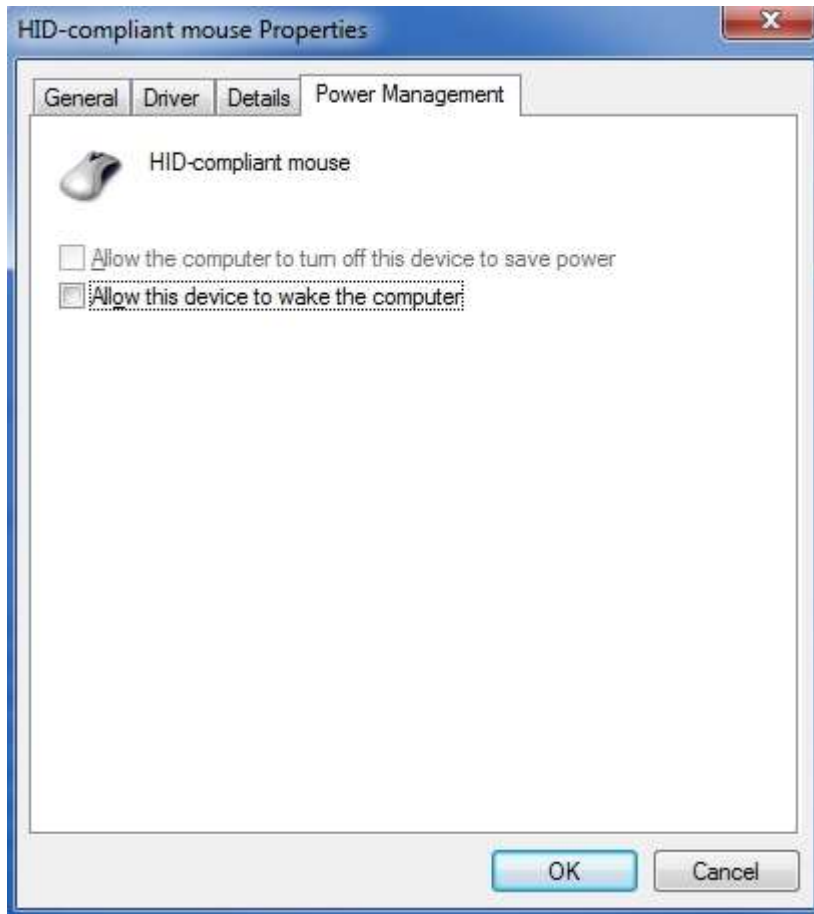 HID-compliant mouse Properties
General Driver Details Power Management
HID-compliant mouse
Allow the computer to turn off this device to save power
Allow this device to wake the computer
OK Cancel